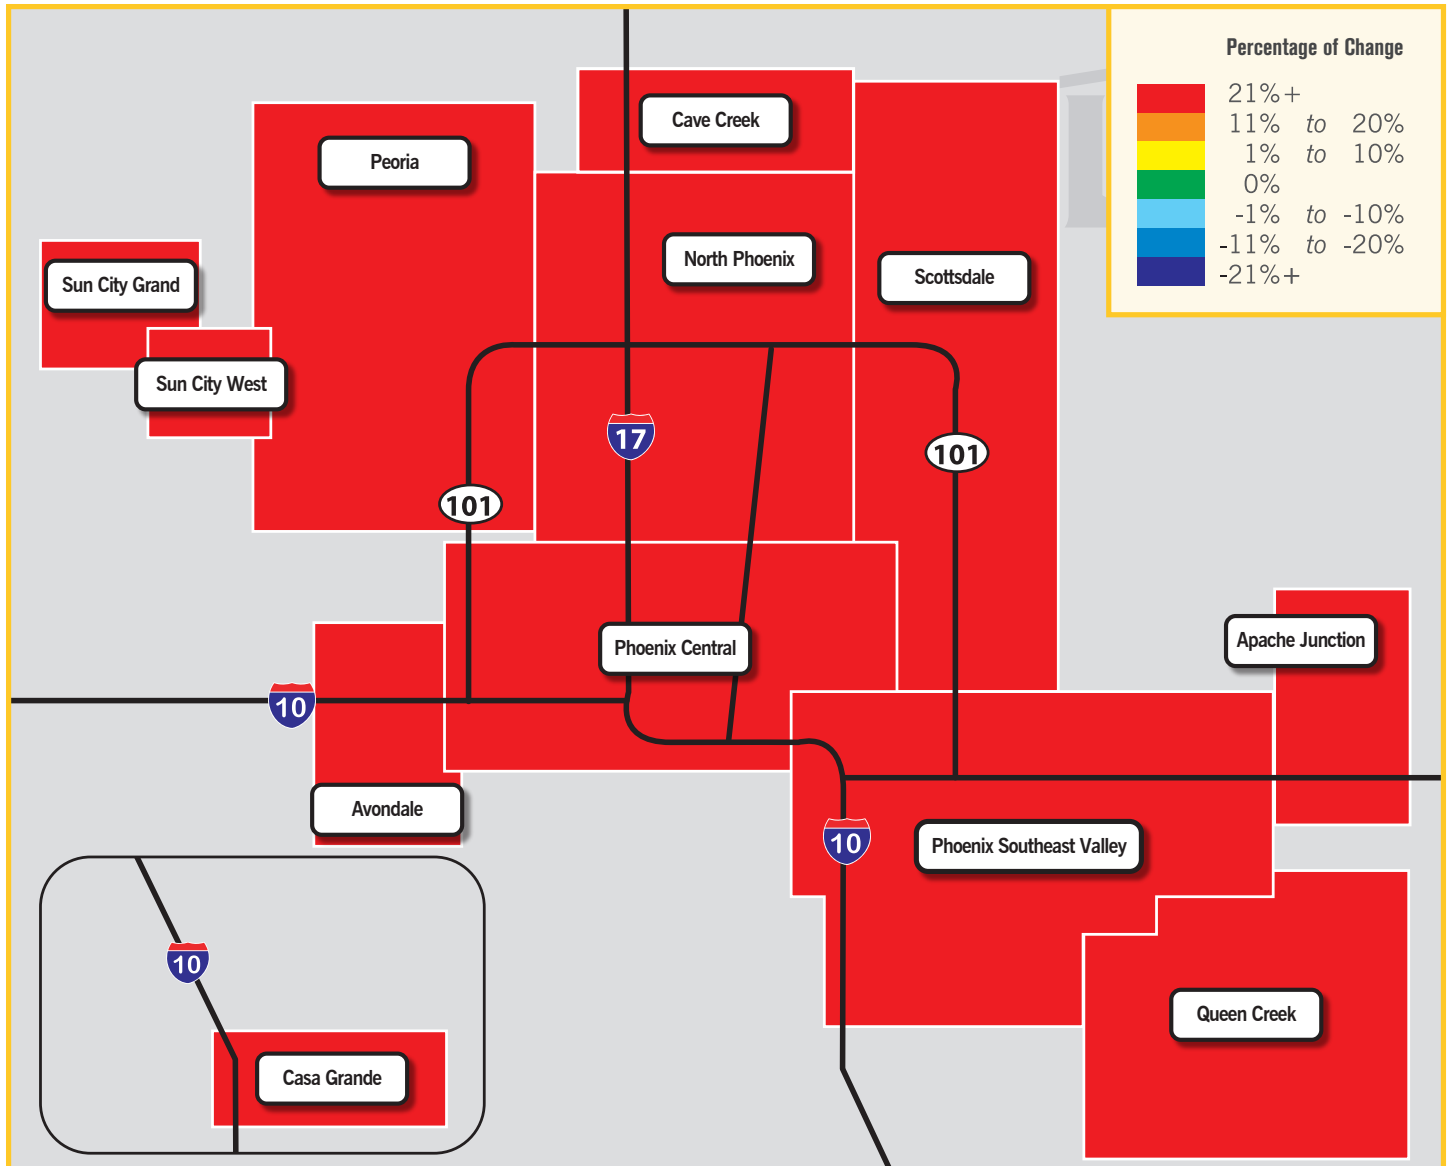 Percentage of Change
21%+
11% to 20%
1% to 10%
0%
-1% to -10%
-11% to -20%
-21%+
Cave Creek
Peoria
North Phoenix
Scottsdale
Sun City Grand
Sun City West
17
101
101
Phoenix Central
Apache Junction
10
Avondale
10
Phoenix Southeast Valley
10
Queen Creek
Casa Grande